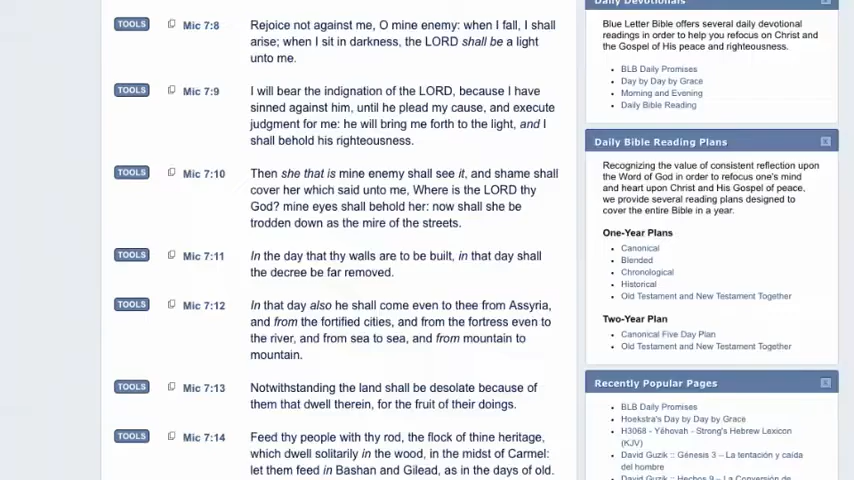 TOOLS Mic 7:8 Rejoice not against me, O mine enemy: when I fall, I shall
arise; when I sit in darkness, the LORD shall be a light
unto me.
TOOLS Mic 7:9 I will bear the indignation of the LORD, because I have
sinned against him, until he plead my cause, and execute
judgment for me: he will bring me forth to the light, and I
shall behold his righteousness.
TOOLS Mic 7:10 Then she that is mine enemy shall see it, and shame shall
cover her which said unto me, Where is the LORD thy
God? mine eyes shall behold her: now shall she be
trodden down as the mire of the streets.
TOOLS Mic 7:11 In the day that thy walls are to be built, in that day shall
the decree be far removed.
TOOLS Mic 7:12 In that day also he shall come even to thee from Assyria,
and from the fortified cities, and from the fortress even to
the river, and from sea to sea, and from mountain to
mountain.
TOOLS Mic 7:13 Notwithstanding the land shall be desolate because of
them that dwell therein, for the fruit of their doings.
TOOLS Mic 7:14 Feed thy people with thy rod, the flock of thine heritage,
which dwell solitarily in the wood, in the midst of Carmel:
let them feed in Bashan and Gilead, as in the days of old.
Daily Devotionals
Blue Letter Bible offers several daily devotional
readings in order to help you refocus on Christ and
the Gospel of His peace and righteousness.
BLB Daily Promises
Day by Day by Grace
Morning and Evening
Daily Bible Reading
Daily Bible Reading Plans
Recognizing the value of consistent reflection upon
the Word of God in order to refocus one's mind
and heart upon Christ and His Gospel of peace,
we provide several reading plans designed to
cover the entire Bible in a year.
One-Year Plans
Canonical
Blended
Chronological
Historical
Old Testament and New Testament Together
Two-Year Plan
Canonical Five Day Plan
Old Testament and New Testament Together
Recently Popular Pages
BLB Daily Promises
Hoekstra's Day by Day by Grace
H3068 - Yĕhovah - Strong's Hebrew Lexicon
(KJV)
David Guzik :: Génesis 3 – La tentación y caída
del hombre
David Guzik :: Hechos 9 – La Conversión de